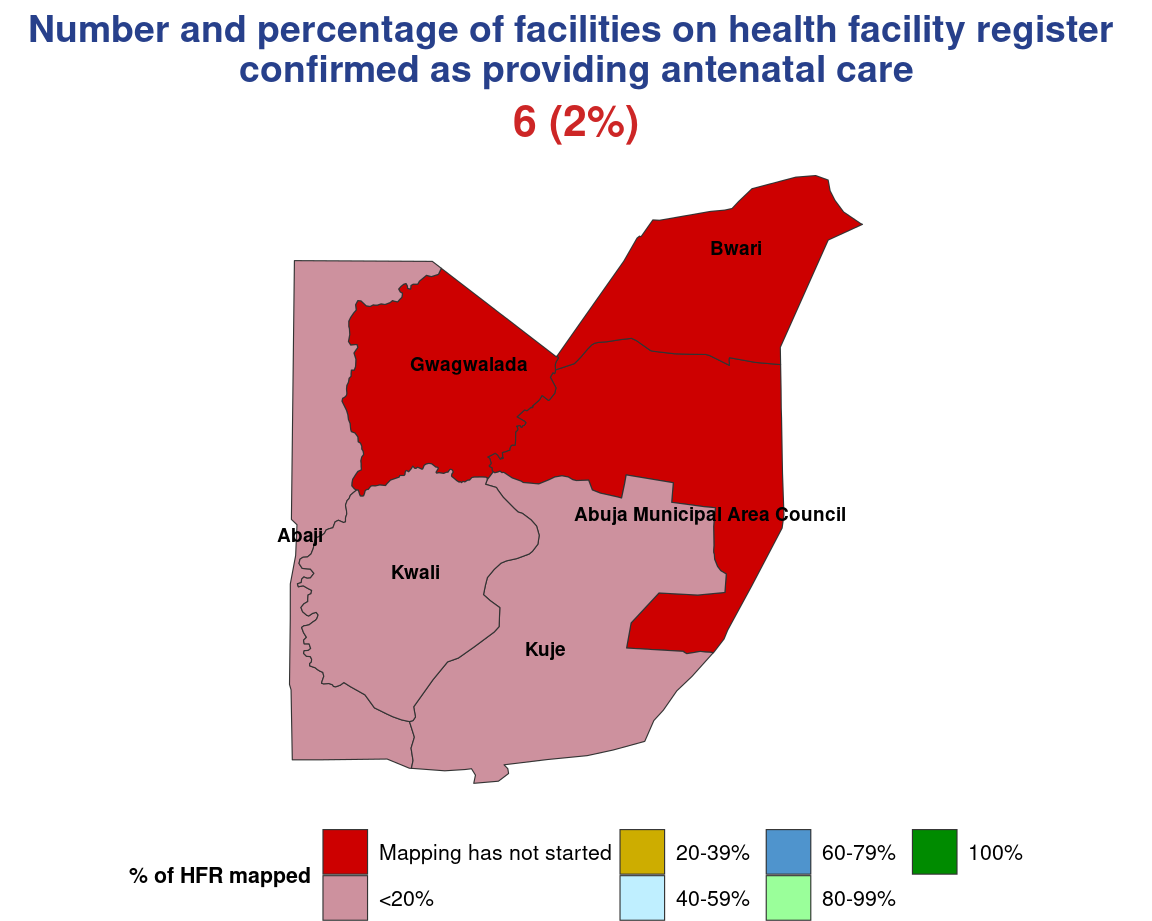 Number and percentage of facilities on health facility register
confirmed as providing antenatal care
6 (2%)
Bwari
Gwagwalada
Abuja Municipal Area Council
Abaji
Kwali
Kuje
% of HFR mapped
Mapping has not started
<20%
20-39%
40-59%
60-79%
80-99%
100%